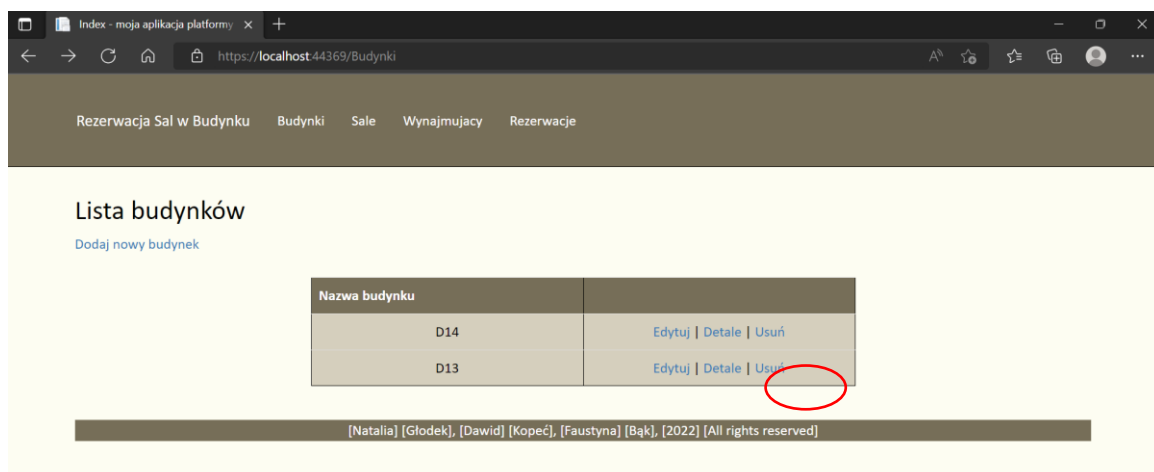 Index - moja aplikacja platformy
https://localhost:44369/Budynki
Rezerwacja Sal w Budynku Budynki Sale Wynajmujacy Rezerwacje
Lista budynków
Dodaj nowy budynek
Nazwa budynku
D14 Edytuj | Detale | Usuń
D13 Edytuj | Detale | Usuń
[Natalia] [Głodek], [Dawid] [Kopeć], [Faustyna] [Bąk], [2022] [All rights reserved]